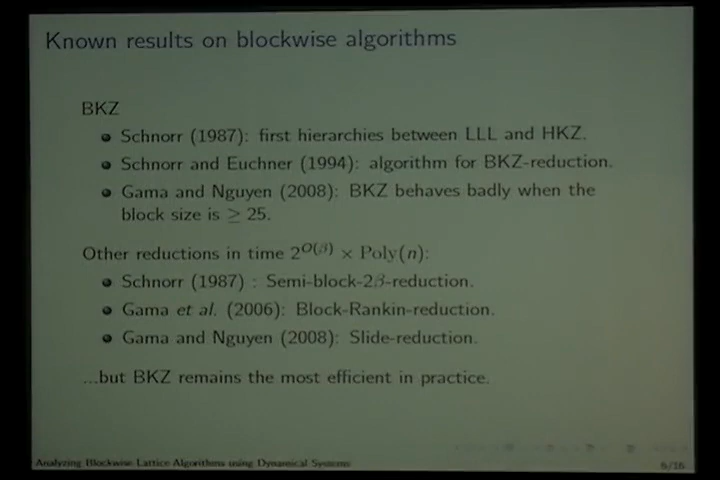 Known results on blockwise algorithms
BKZ
Schnorr (1987): first hierarchies between LLL and HKZ.
Schnorr and Euchner (1994): algorithm for BKZ-reduction.
Gama and Nguyen (2008): BKZ behaves badly when the
block size is ≥ 25.
Other reductions in time 2^O(β) × Poly(n):
Schnorr (1987) : Semi-block-2β-reduction.
Gama et al. (2006): Block-Rankin-reduction.
Gama and Nguyen (2008): Slide-reduction.
...but BKZ remains the most efficient in practice.
Analyzing Blockwise Lattice Algorithms using Dynamical Systems
6/16